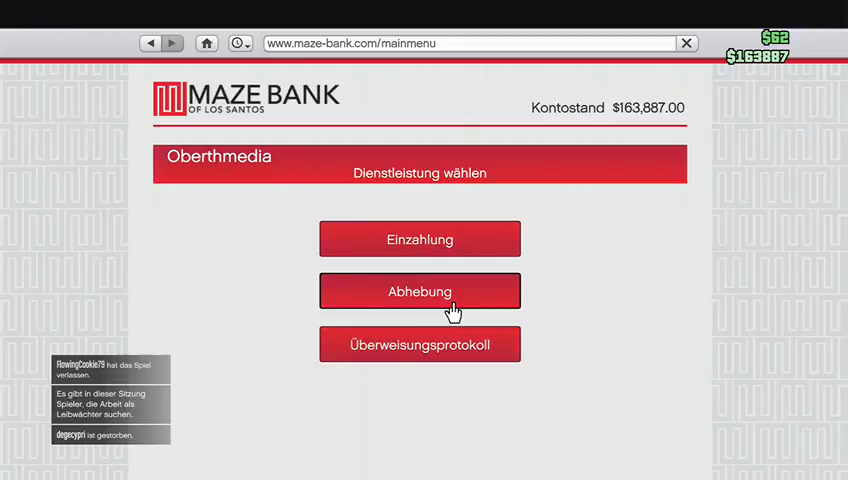 www.maze-bank.com/mainmenu
$62
$163887
MAZE BANK
OF LOS SANTOS
Kontostand $163,887.00
Oberthmedia
Dienstleistung wählen
Einzahlung
Abhebung
Überweisungsprotokoll
FlowingCookie79 hat das Spiel
verlassen.
Es gibt in dieser Sitzung
Spieler, die Arbeit als
Leibwächter suchen.
degecypri ist gestorben.